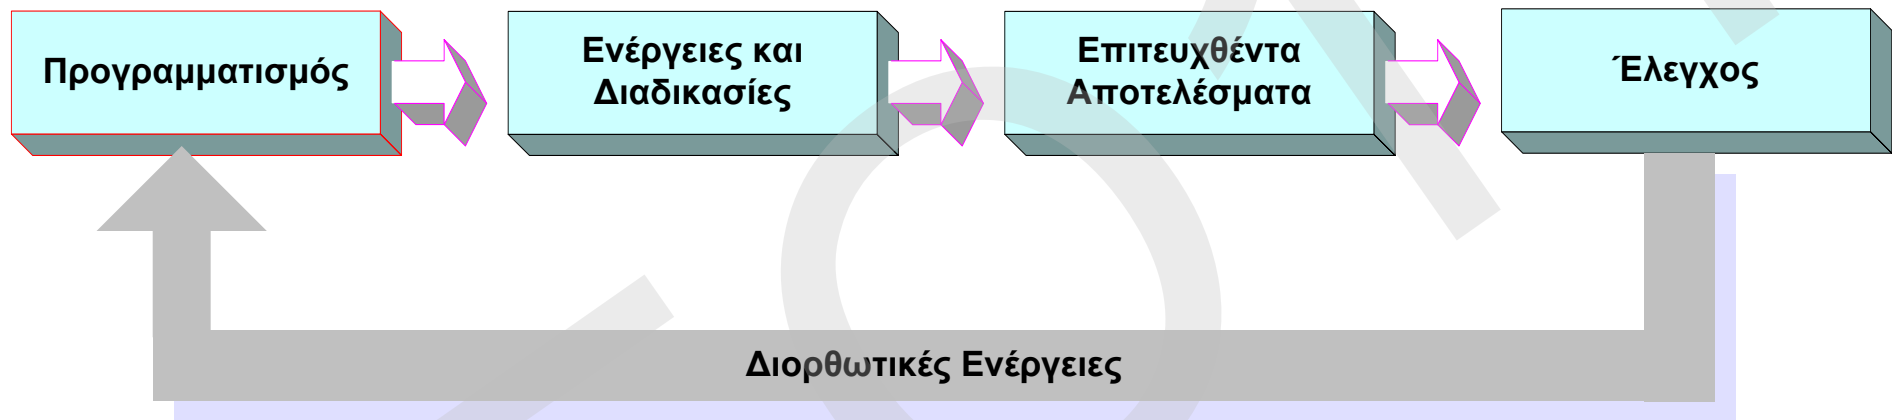 Προγραμματισμός
Ενέργειες και
Διαδικασίες
Επιτευχθέντα
Αποτελέσματα
Έλεγχος
Διορθωτικές Ενέργειες